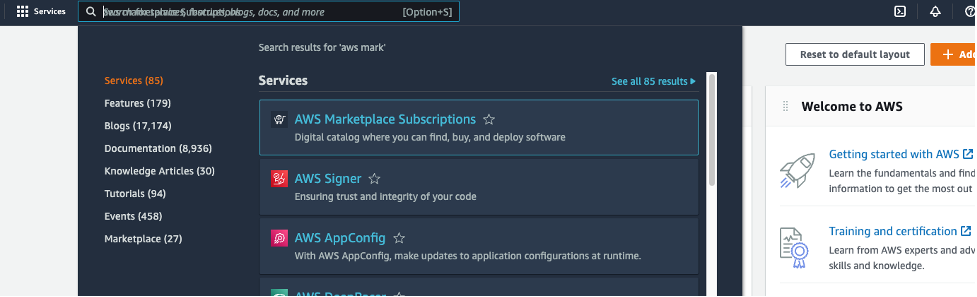 Services
[Option+S]
Search results for 'aws mark'
Services (85)
Features (179)
Blogs (17,174)
Documentation (8,936)
Knowledge Articles (30)
Tutorials (94)
Events (458)
Marketplace (27)
Services
See all 85 results
AWS Marketplace Subscriptions
Digital catalog where you can find, buy, and deploy software
AWS Signer
Ensuring trust and integrity of your code
AWS AppConfig
With AWS AppConfig, make updates to application configurations at runtime.
Reset to default layout
Welcome to AWS
Getting started with AWS
Learn the fundamentals and find
information to get the most out
Training and certification
Learn from AWS experts and adv
skills and knowledge.